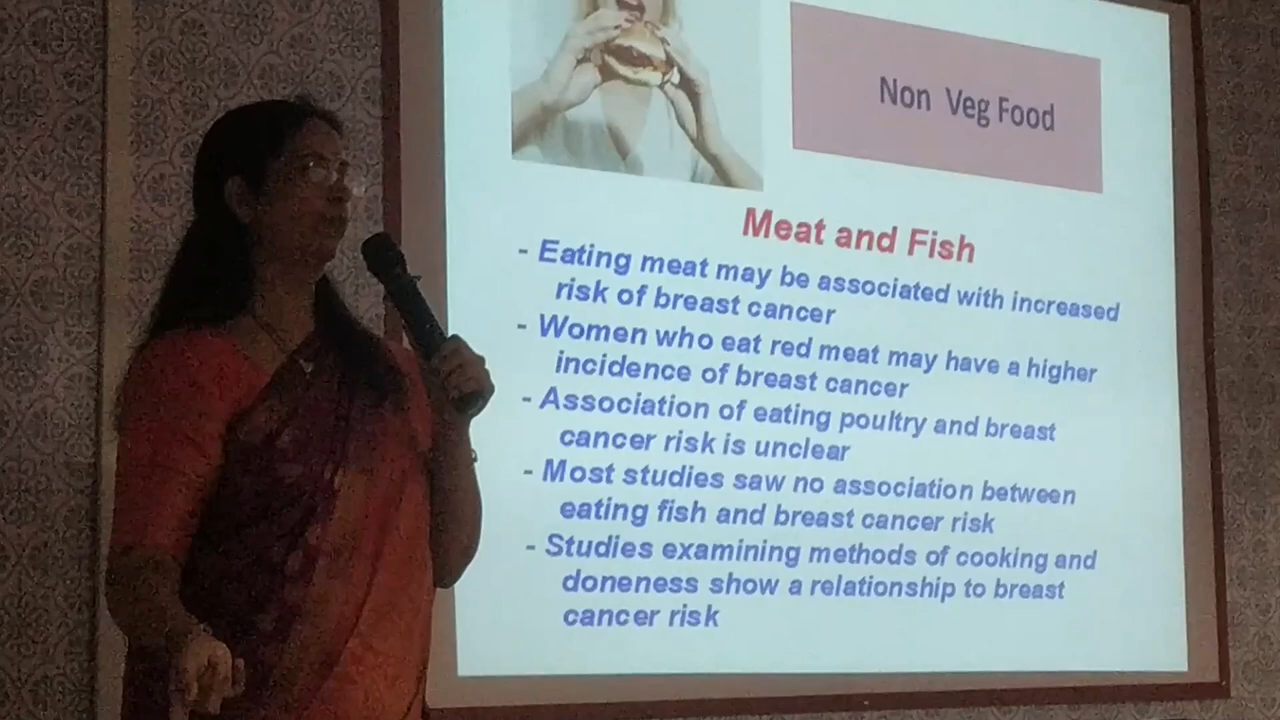 Non Veg Food
Meat and Fish
- Eating meat may be associated with increased
risk of breast cancer
- Women who eat red meat may have a higher
incidence of breast cancer
- Association of eating poultry and breast
cancer risk is unclear
- Most studies saw no association between
eating fish and breast cancer risk
- Studies examining methods of cooking and
doneness show a relationship to breast
cancer risk